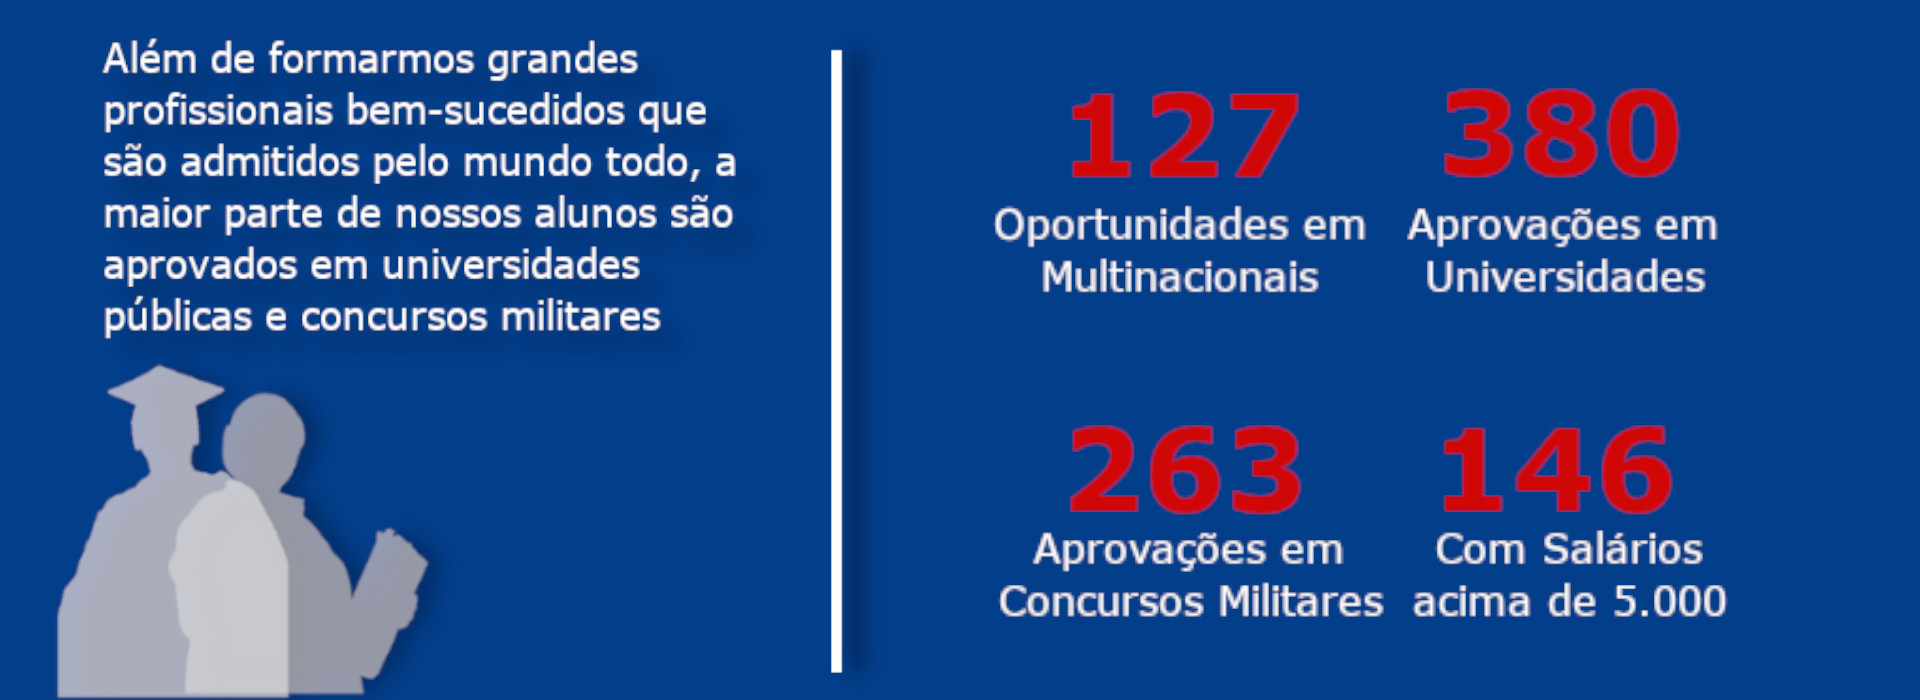 Além de formarmos grandes
profissionais bem-sucedidos que
são admitidos pelo mundo todo, a
maior parte de nossos alunos são
aprovados em universidades
públicas e concursos militares
127
Oportunidades em
Multinacionais
380
Aprovações em
Universidades
263
Aprovações em
Concursos Militares
146
Com Salários
acima de 5.000